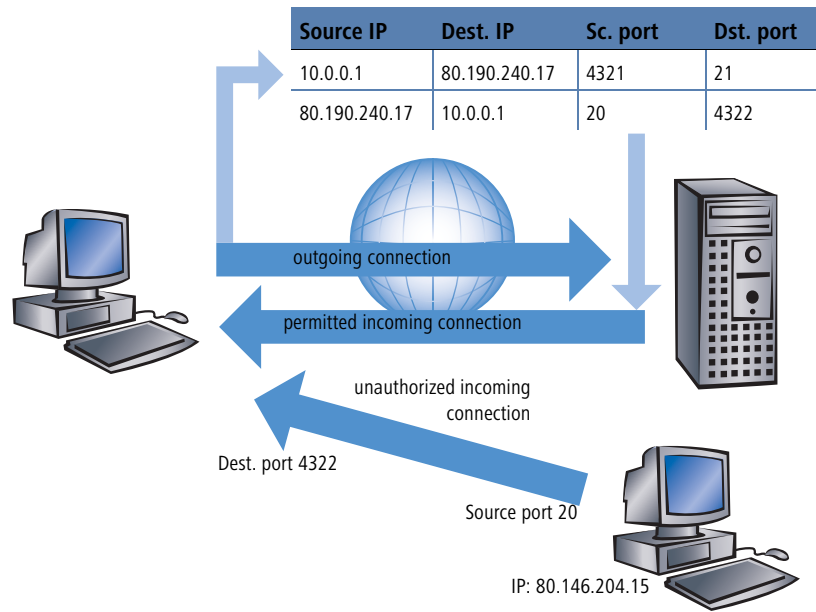 Source IP Dest. IP Sc. port Dst. port
10.0.0.1 80.190.240.17 4321 21
80.190.240.17 10.0.0.1 20 4322
outgoing connection
permitted incoming connection
unauthorized incoming
connection
Dest. port 4322
Source port 20
IP: 80.146.204.15